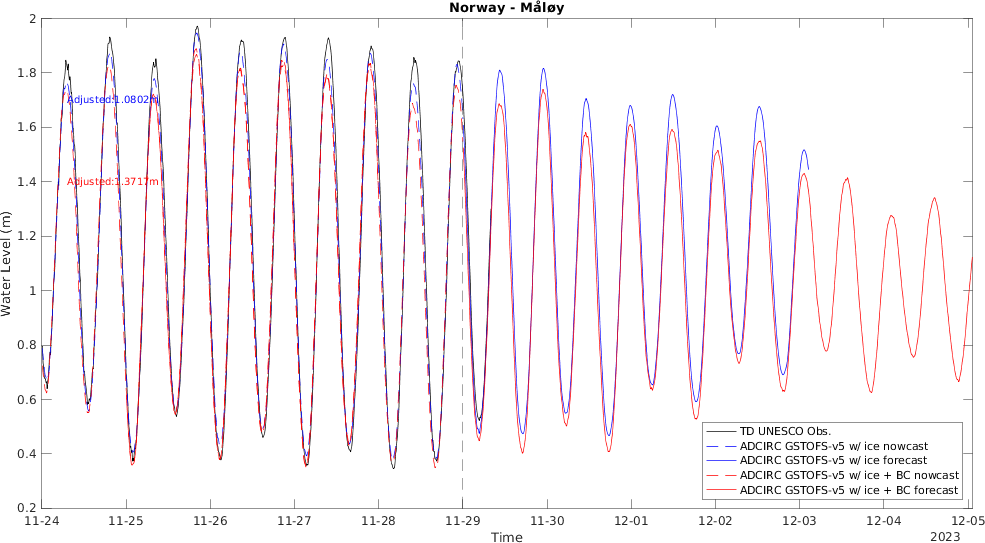 Norway - Måløy
2
1.8
1.6
1.4
1.2
1
0.8
0.6
0.4
0.2
Water Level (m)
Adjusted:1.0802m
Adjusted:1.3717m
TD UNESCO Obs.
ADCIRC GSTOFS-v5 w/ ice nowcast
ADCIRC GSTOFS-v5 w/ ice forecast
ADCIRC GSTOFS-v5 w/ ice + BC nowcast
ADCIRC GSTOFS-v5 w/ ice + BC forecast
11-24 11-25 11-26 11-27 11-28 11-29 11-30 12-01 12-02 12-03 12-04 12-05
Time
2023